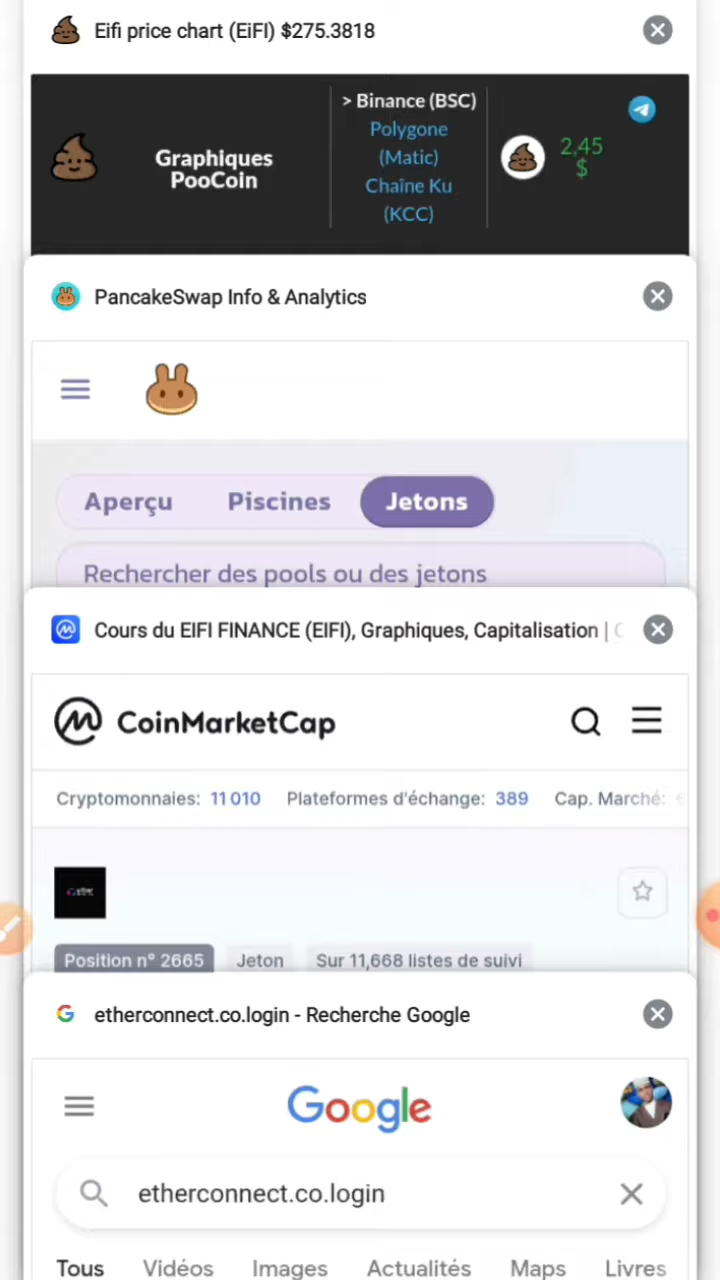 Eifi price chart (EiFI) $275.3818
Graphiques
PooCoin
> Binance (BSC)
Polygone
(Matic)
Chaîne Ku
(KCC)
2,45
$
PancakeSwap Info & Analytics
Aperçu Piscines Jetons
Rechercher des pools ou des jetons
Cours du EIFI FINANCE (EIFI), Graphiques, Capitalisation |
CoinMarketCap
Cryptomonnaies: 11 010 Plateformes d'échange: 389 Cap. Marché:
Position n° 2665 Jeton Sur 11,668 listes de suivi
etherconnect.co.login - Recherche Google
Google
etherconnect.co.login
Tous Vidéos Images Actualités Maps Livres